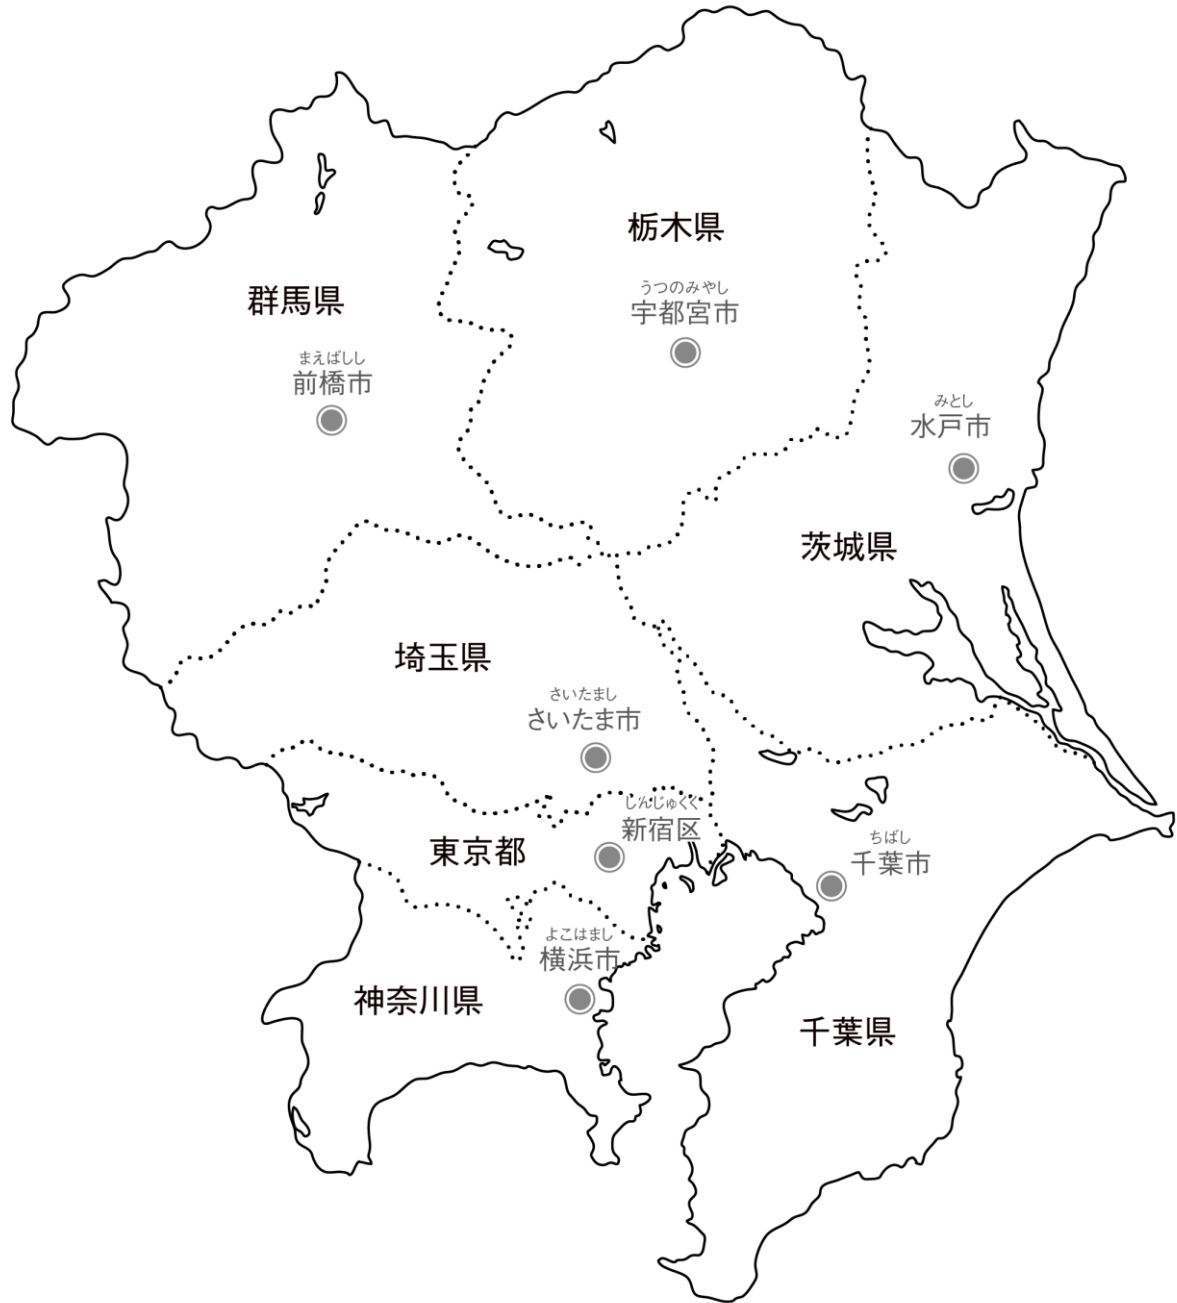 栃木県
うつのみやし
宇都宮市
群馬県
まえばしし
前橋市
みとし
水戸市
茨城県
埼玉県
さいたまし
さいたま市
しんじゅくく
新宿区
東京都
ちばし
千葉市
よこはまし
横浜市
神奈川県
千葉県